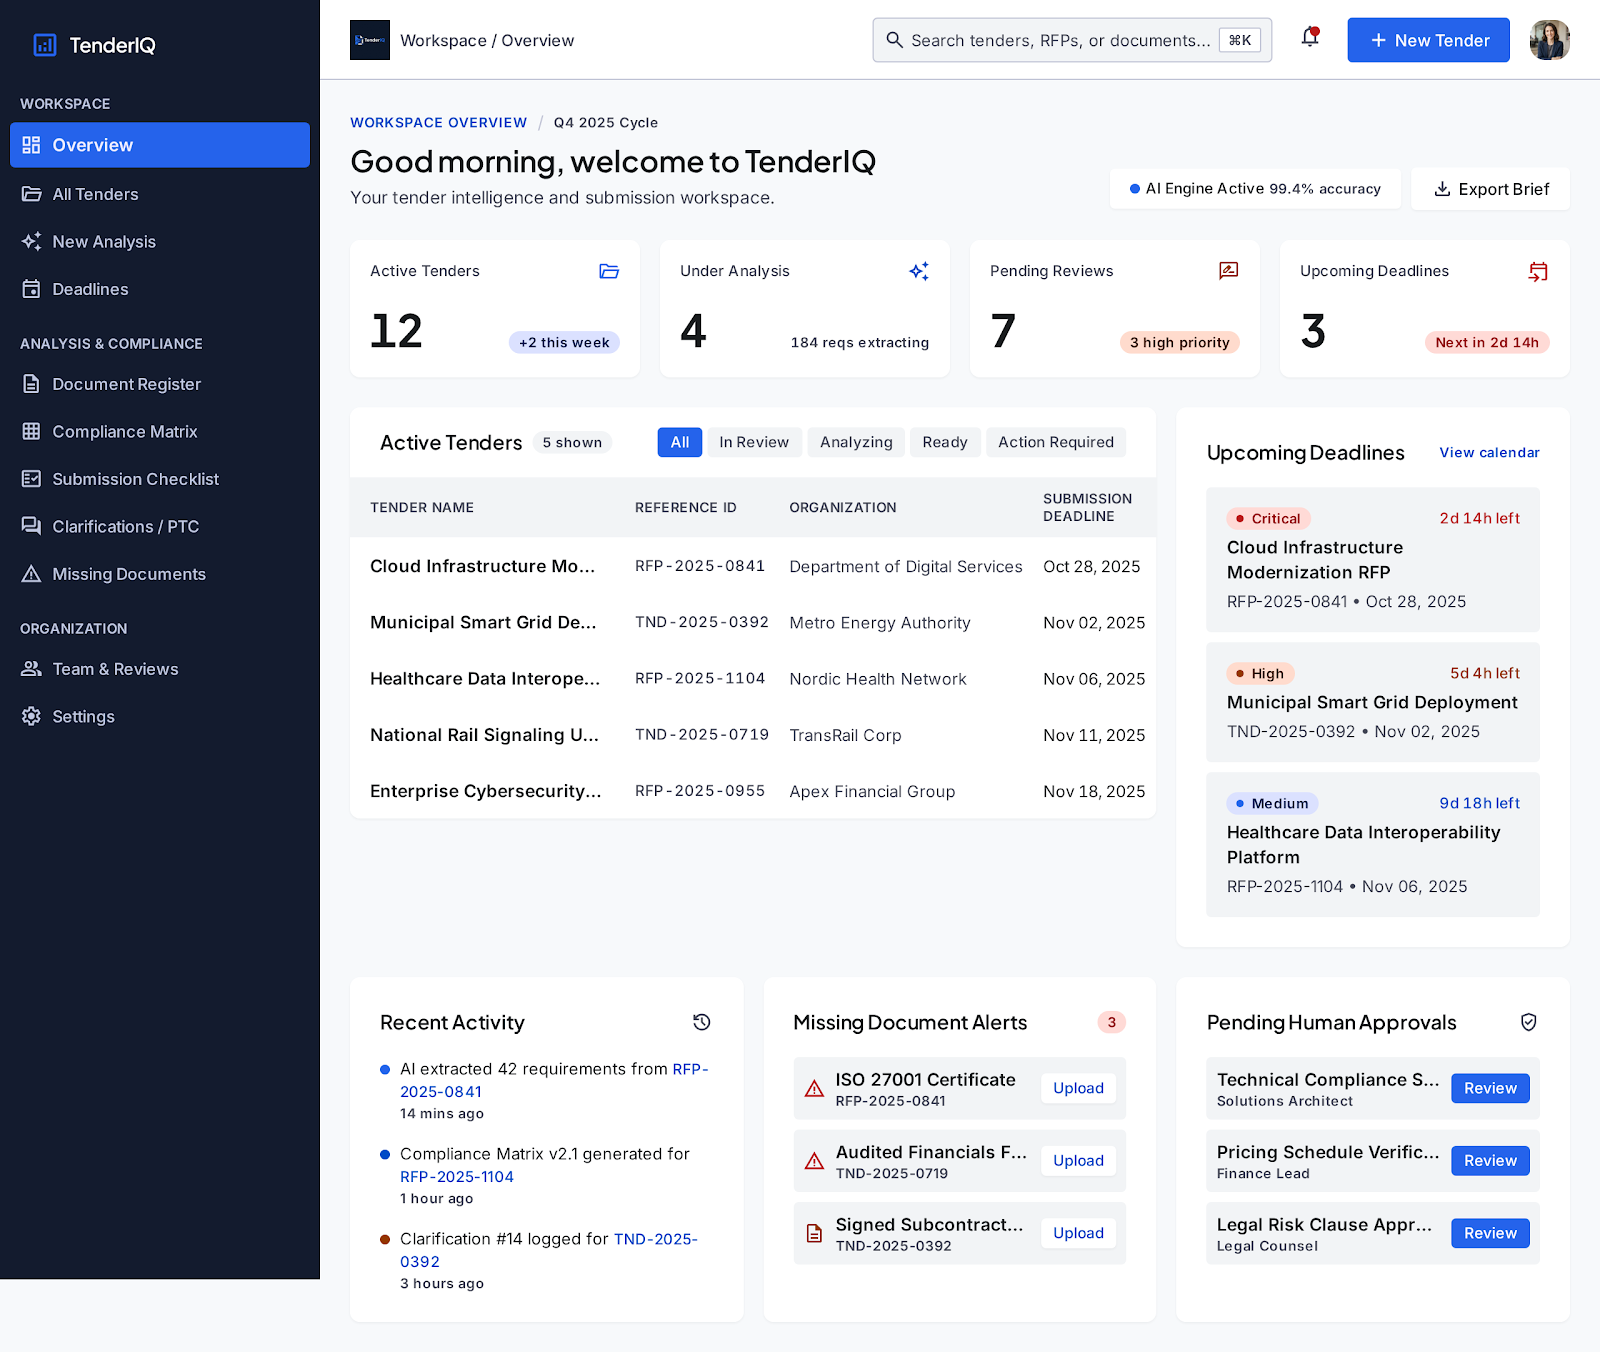 TenderIQ
WORKSPACE
Overview
All Tenders
New Analysis
Deadlines
ANALYSIS & COMPLIANCE
Document Register
Compliance Matrix
Submission Checklist
Clarifications / PTC
Missing Documents
ORGANIZATION
Team & Reviews
Settings
TenderIQ
Workspace / Overview
Search tenders, RFPs, or documents...
⌘K
New Tender
WORKSPACE OVERVIEW / Q4 2025 Cycle
Good morning, welcome to TenderIQ
Your tender intelligence and submission workspace.
AI Engine Active 99.4% accuracy
Export Brief
Active Tenders
12
+2 this week
Under Analysis
4
184 reqs extracting
Pending Reviews
7
3 high priority
Upcoming Deadlines
3
Next in 2d 14h
Active Tenders 5 shown
All In Review Analyzing Ready Action Required
TENDER NAME REFERENCE ID ORGANIZATION SUBMISSION DEADLINE
Cloud Infrastructure Mo... RFP-2025-0841 Department of Digital Services Oct 28, 2025
Municipal Smart Grid De... TND-2025-0392 Metro Energy Authority Nov 02, 2025
Healthcare Data Interope... RFP-2025-1104 Nordic Health Network Nov 06, 2025
National Rail Signaling U... TND-2025-0719 TransRail Corp Nov 11, 2025
Enterprise Cybersecurity... RFP-2025-0955 Apex Financial Group Nov 18, 2025
Upcoming Deadlines View calendar
Critical 2d 14h left
Cloud Infrastructure
Modernization RFP
RFP-2025-0841 • Oct 28, 2025
High 5d 4h left
Municipal Smart Grid Deployment
TND-2025-0392 • Nov 02, 2025
Medium 9d 18h left
Healthcare Data Interoperability
Platform
RFP-2025-1104 • Nov 06, 2025
Recent Activity
AI extracted 42 requirements from RFP-
2025-0841
14 mins ago
Compliance Matrix v2.1 generated for
RFP-2025-1104
1 hour ago
Clarification #14 logged for TND-2025-
0392
3 hours ago
Missing Document Alerts 3
ISO 27001 Certificate
RFP-2025-0841
Upload
Audited Financials F...
TND-2025-0719
Upload
Signed Subcontract...
TND-2025-0392
Upload
Pending Human Approvals
Technical Compliance S...
Solutions Architect
Review
Pricing Schedule Verific...
Finance Lead
Review
Legal Risk Clause Appr...
Legal Counsel
Review